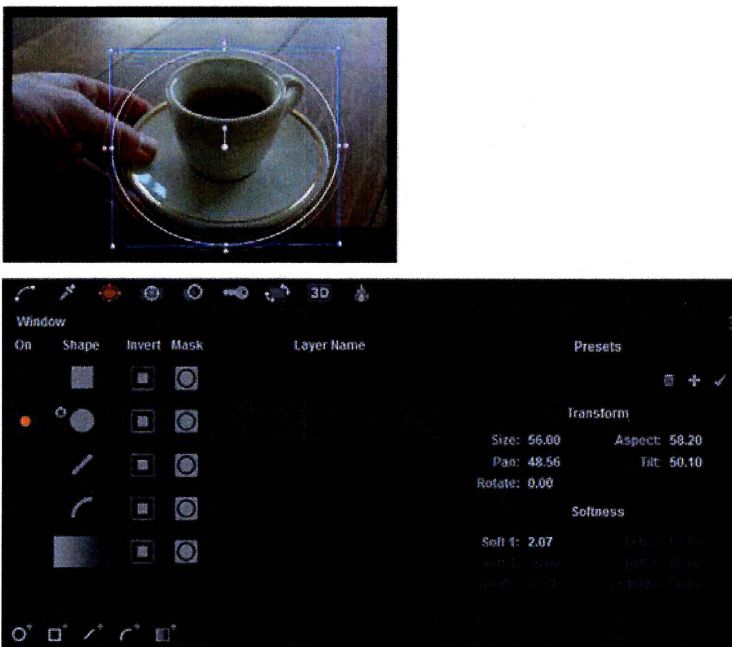 3D
Window
On Shape Invert Mask Layer Name Presets
Transform
Size: 56.00 Aspect: 58.20
Pan: 48.56 Tilt: 50.10
Rotate: 0.00
Softness
Soft 1: 2.07